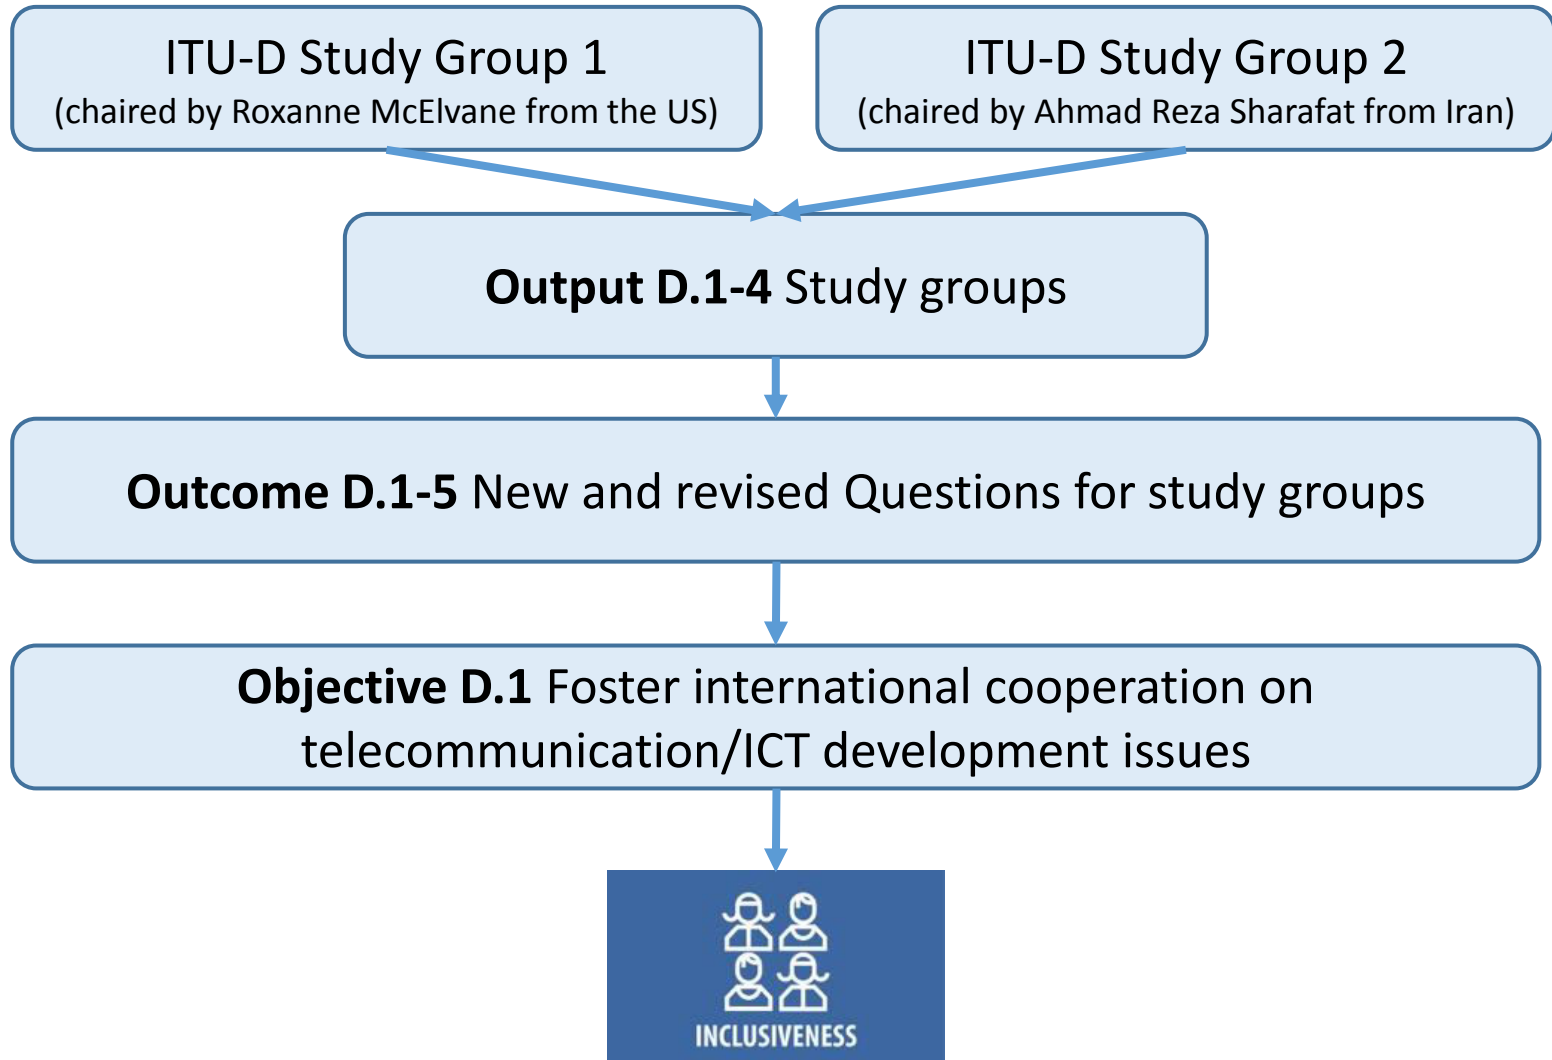 ITU-D Study Group 1
(chaired by Roxanne McElvane from the US)
ITU-D Study Group 2
(chaired by Ahmad Reza Sharafat from Iran)
Output D.1-4 Study groups
Outcome D.1-5 New and revised Questions for study groups
Objective D.1 Foster international cooperation on
telecommunication/ICT development issues
INCLUSIVENESS